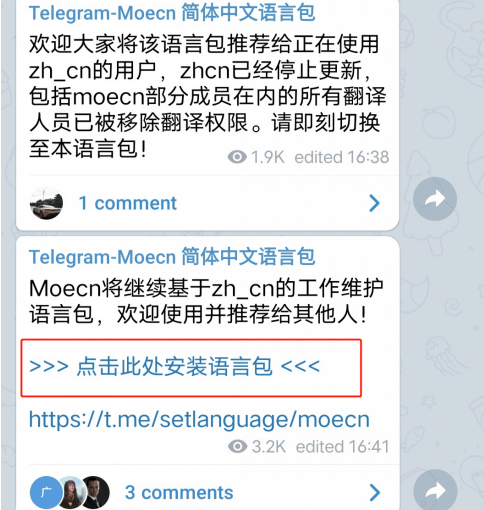 Telegram-Moecn 简体中文语言包
欢迎大家将该语言包推荐给正在使用
zh_cn的用户，zhcn已经停止更新，
包括moecn部分成员在内的所有翻译
人员已被移除翻译权限。请即刻切换
至本语言包！
1.9K edited 16:38
1 comment
Telegram-Moecn 简体中文语言包
Moecn将继续基于zh_cn的工作维护
语言包，欢迎使用并推荐给其他人！
>>> 点击此处安装语言包 <<<
https://t.me/setlanguage/moecn
3.2K edited 16:41
广
3 comments